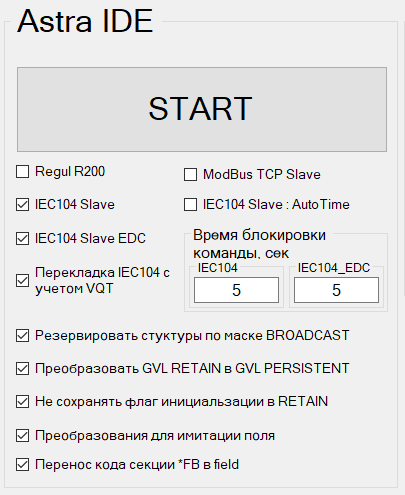 Astra IDE
START
Regul R200
ModBus TCP Slave
IEC104 Slave
IEC104 Slave : AutoTime
IEC104 Slave EDC
Время блокировки
команды, сек
Перекладка IEC104 с
учетом VQT
IEC104
IEC104_EDC
5
5
Резервировать стуктуры по маске BROADCAST
Преобразовать GVL RETAIN в GVL PERSISTENT
Не сохранять флаг инициальзации в RETAIN
Преобразования для имитации поля
Перенос кода секции *FB в field